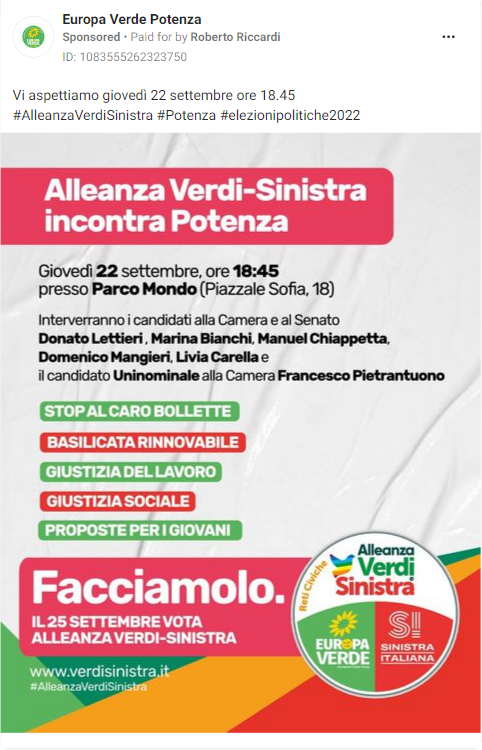 Europa Verde Potenza
Sponsored • Paid for by Roberto Riccardi
ID: 1083555262323750
Vi aspettiamo giovedì 22 settembre ore 18.45
#AlleanzaVerdiSinistra #Potenza #elezionipolitiche2022
Alleanza Verdi-Sinistra
incontra Potenza
Giovedì 22 settembre, ore 18:45
presso Parco Mondo (Piazzale Sofia, 18)
Interverranno i candidati alla Camera e al Senato
Donato Lettieri , Marina Bianchi, Manuel Chiappetta,
Domenico Mangieri, Livia Carella e
il candidato Uninominale alla Camera Francesco Pietrantuono
STOP AL CARO BOLLETTE
BASILICATA RINNOVABILE
GIUSTIZIA DEL LAVORO
GIUSTIZIA SOCIALE
PROPOSTE PER I GIOVANI
Facciamolo.
IL 25 SETTEMBRE VOTA
ALLEANZA VERDI-SINISTRA
www.verdisinistra.it
#AlleanzaVerdiSinistra
Reti Civiche
Alleanza
Verdi
Sinistra
EUROPA
VERDE
SI
SINISTRA
ITALIANA